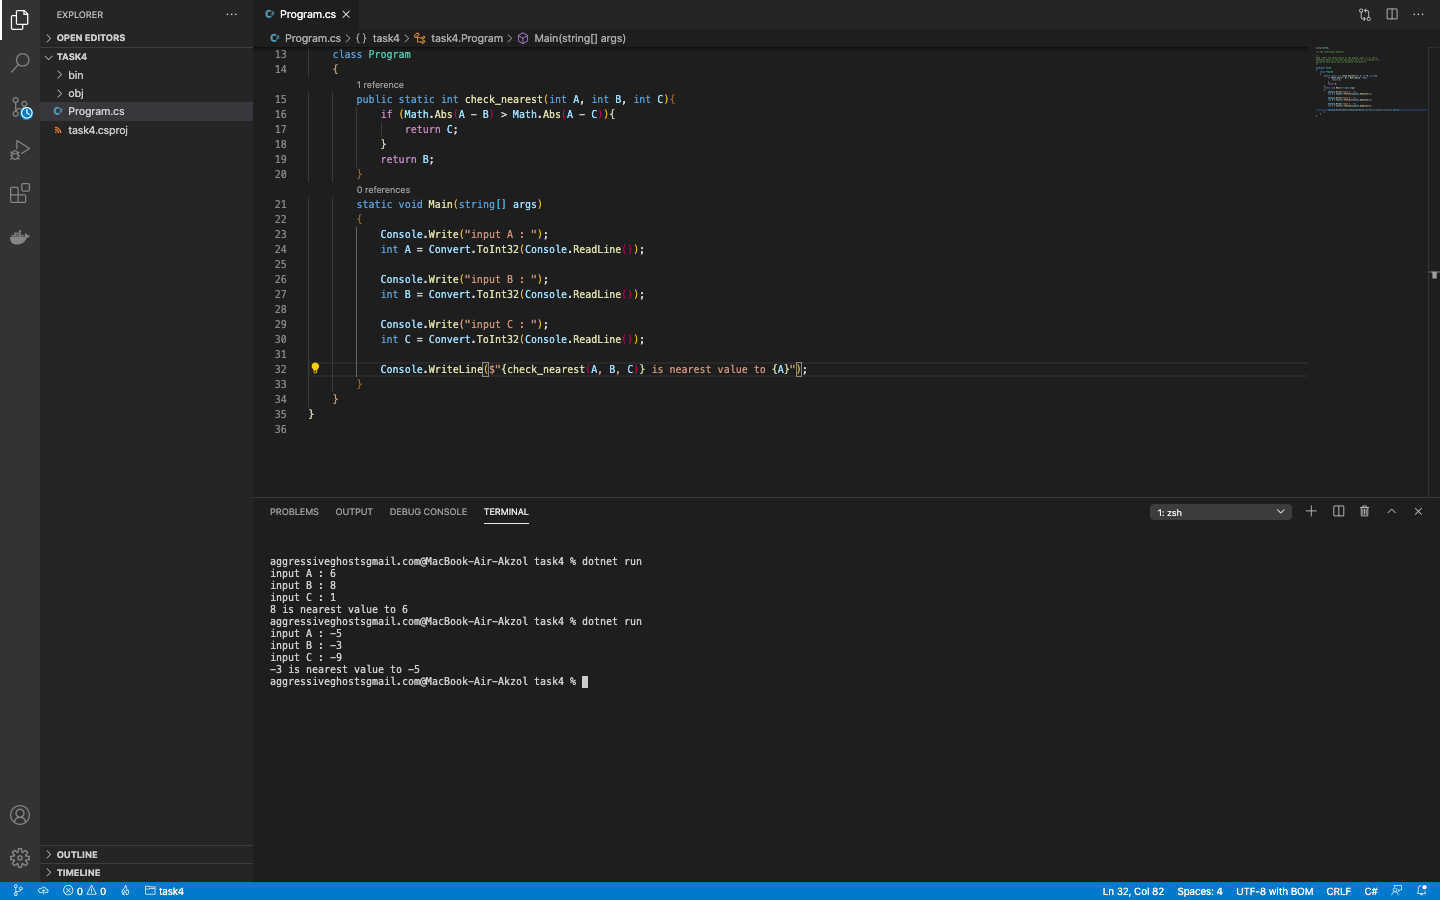 EXPLORER
OPEN EDITORS
TASK4
bin
obj
Program.cs
task4.csproj
OUTLINE
TIMELINE
Program.cs
Program.cs > {} task4 > task4.Program > Main(string[] args)
13 class Program
14 {
1 reference
15 public static int check_nearest(int A, int B, int C){
16 if (Math.Abs(A - B) > Math.Abs(A - C)){
17 return C;
18 }
19 return B;
20 }
0 references
21 static void Main(string[] args)
22 {
23 Console.Write("input A : ");
24 int A = Convert.ToInt32(Console.ReadLine());
25
26 Console.Write("input B : ");
27 int B = Convert.ToInt32(Console.ReadLine());
28
29 Console.Write("input C : ");
30 int C = Convert.ToInt32(Console.ReadLine());
31
32 Console.WriteLine($"{check_nearest(A, B, C)} is nearest value to {A}");
33 }
34 }
35 }
36
PROBLEMS OUTPUT DEBUG CONSOLE TERMINAL
1: zsh
aggressiveghostsgmail.com@MacBook-Air-Akzol task4 % dotnet run
input A : 6
input B : 8
input C : 1
8 is nearest value to 6
aggressiveghostsgmail.com@MacBook-Air-Akzol task4 % dotnet run
input A : -5
input B : -3
input C : -9
-3 is nearest value to -5
aggressiveghostsgmail.com@MacBook-Air-Akzol task4 %
0 0 task4 Ln 32, Col 82 Spaces: 4 UTF-8 with BOM CRLF C#